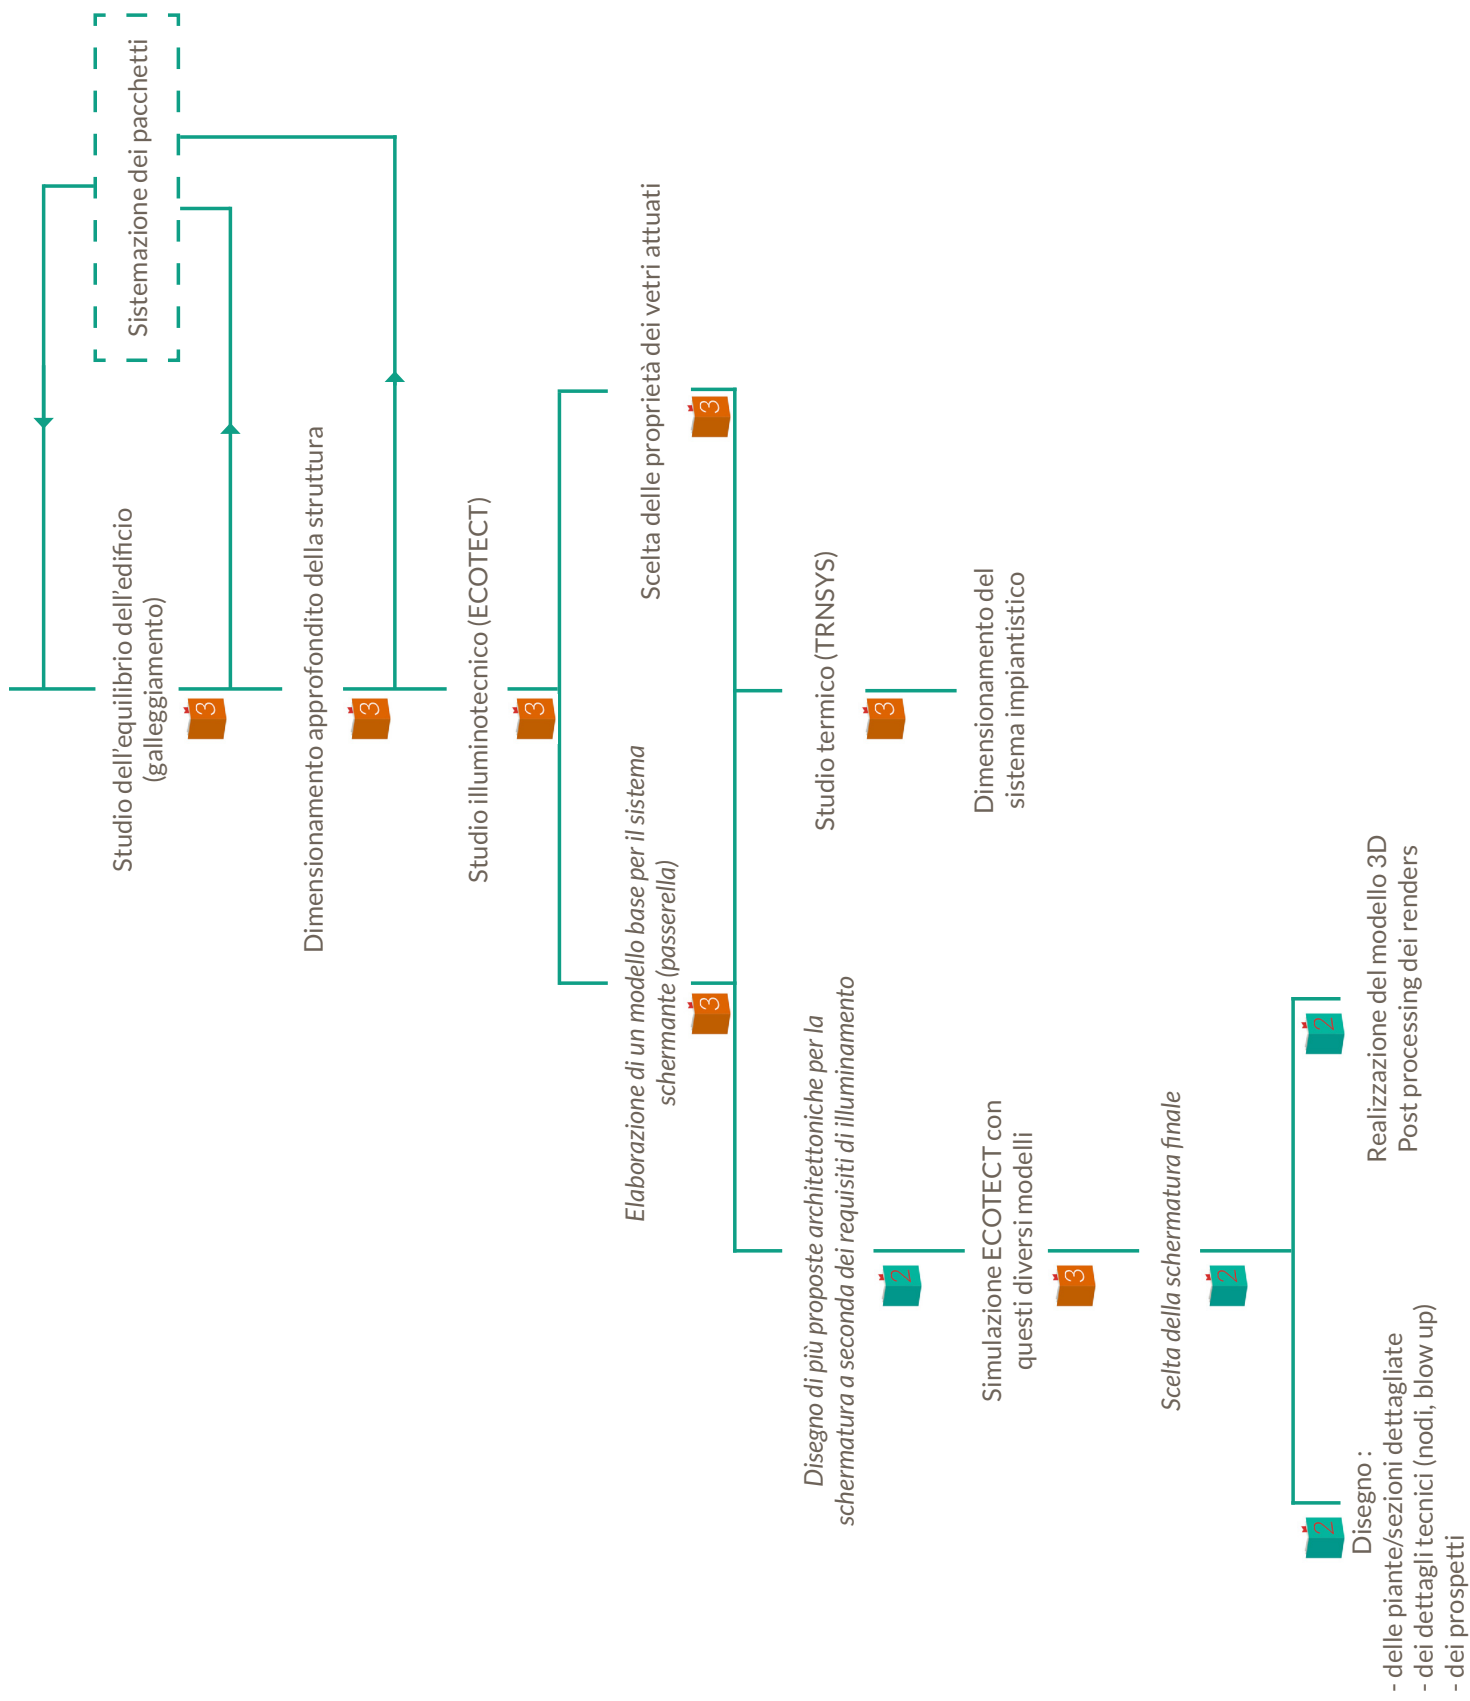 Sistemazione dei pacchetti
Studio dell'equilibrio dell'edificio
(galleggiamento)
3
Dimensionamento approfondito della struttura
3
Studio illuminotecnico (ECOTECT)
3
Elaborazione di un modello base per il sistema
schermante (passerella)
3
Scelta delle proprietà dei vetri attuati
3
Disegno di più proposte architettoniche per la
schermatura a seconda dei requisiti di illuminamento
2
Studio termico (TRNSYS)
3
Simulazione ECOTECT con
questi diversi modelli
3
Dimensionamento del
sistema impiantistico
Scelta della schermatura finale
2
2
Disegno :
- delle piante/sezioni dettagliate
- dei dettagli tecnici (nodi, blow up)
- dei prospetti
2
Realizzazione del modello 3D
Post processing dei renders